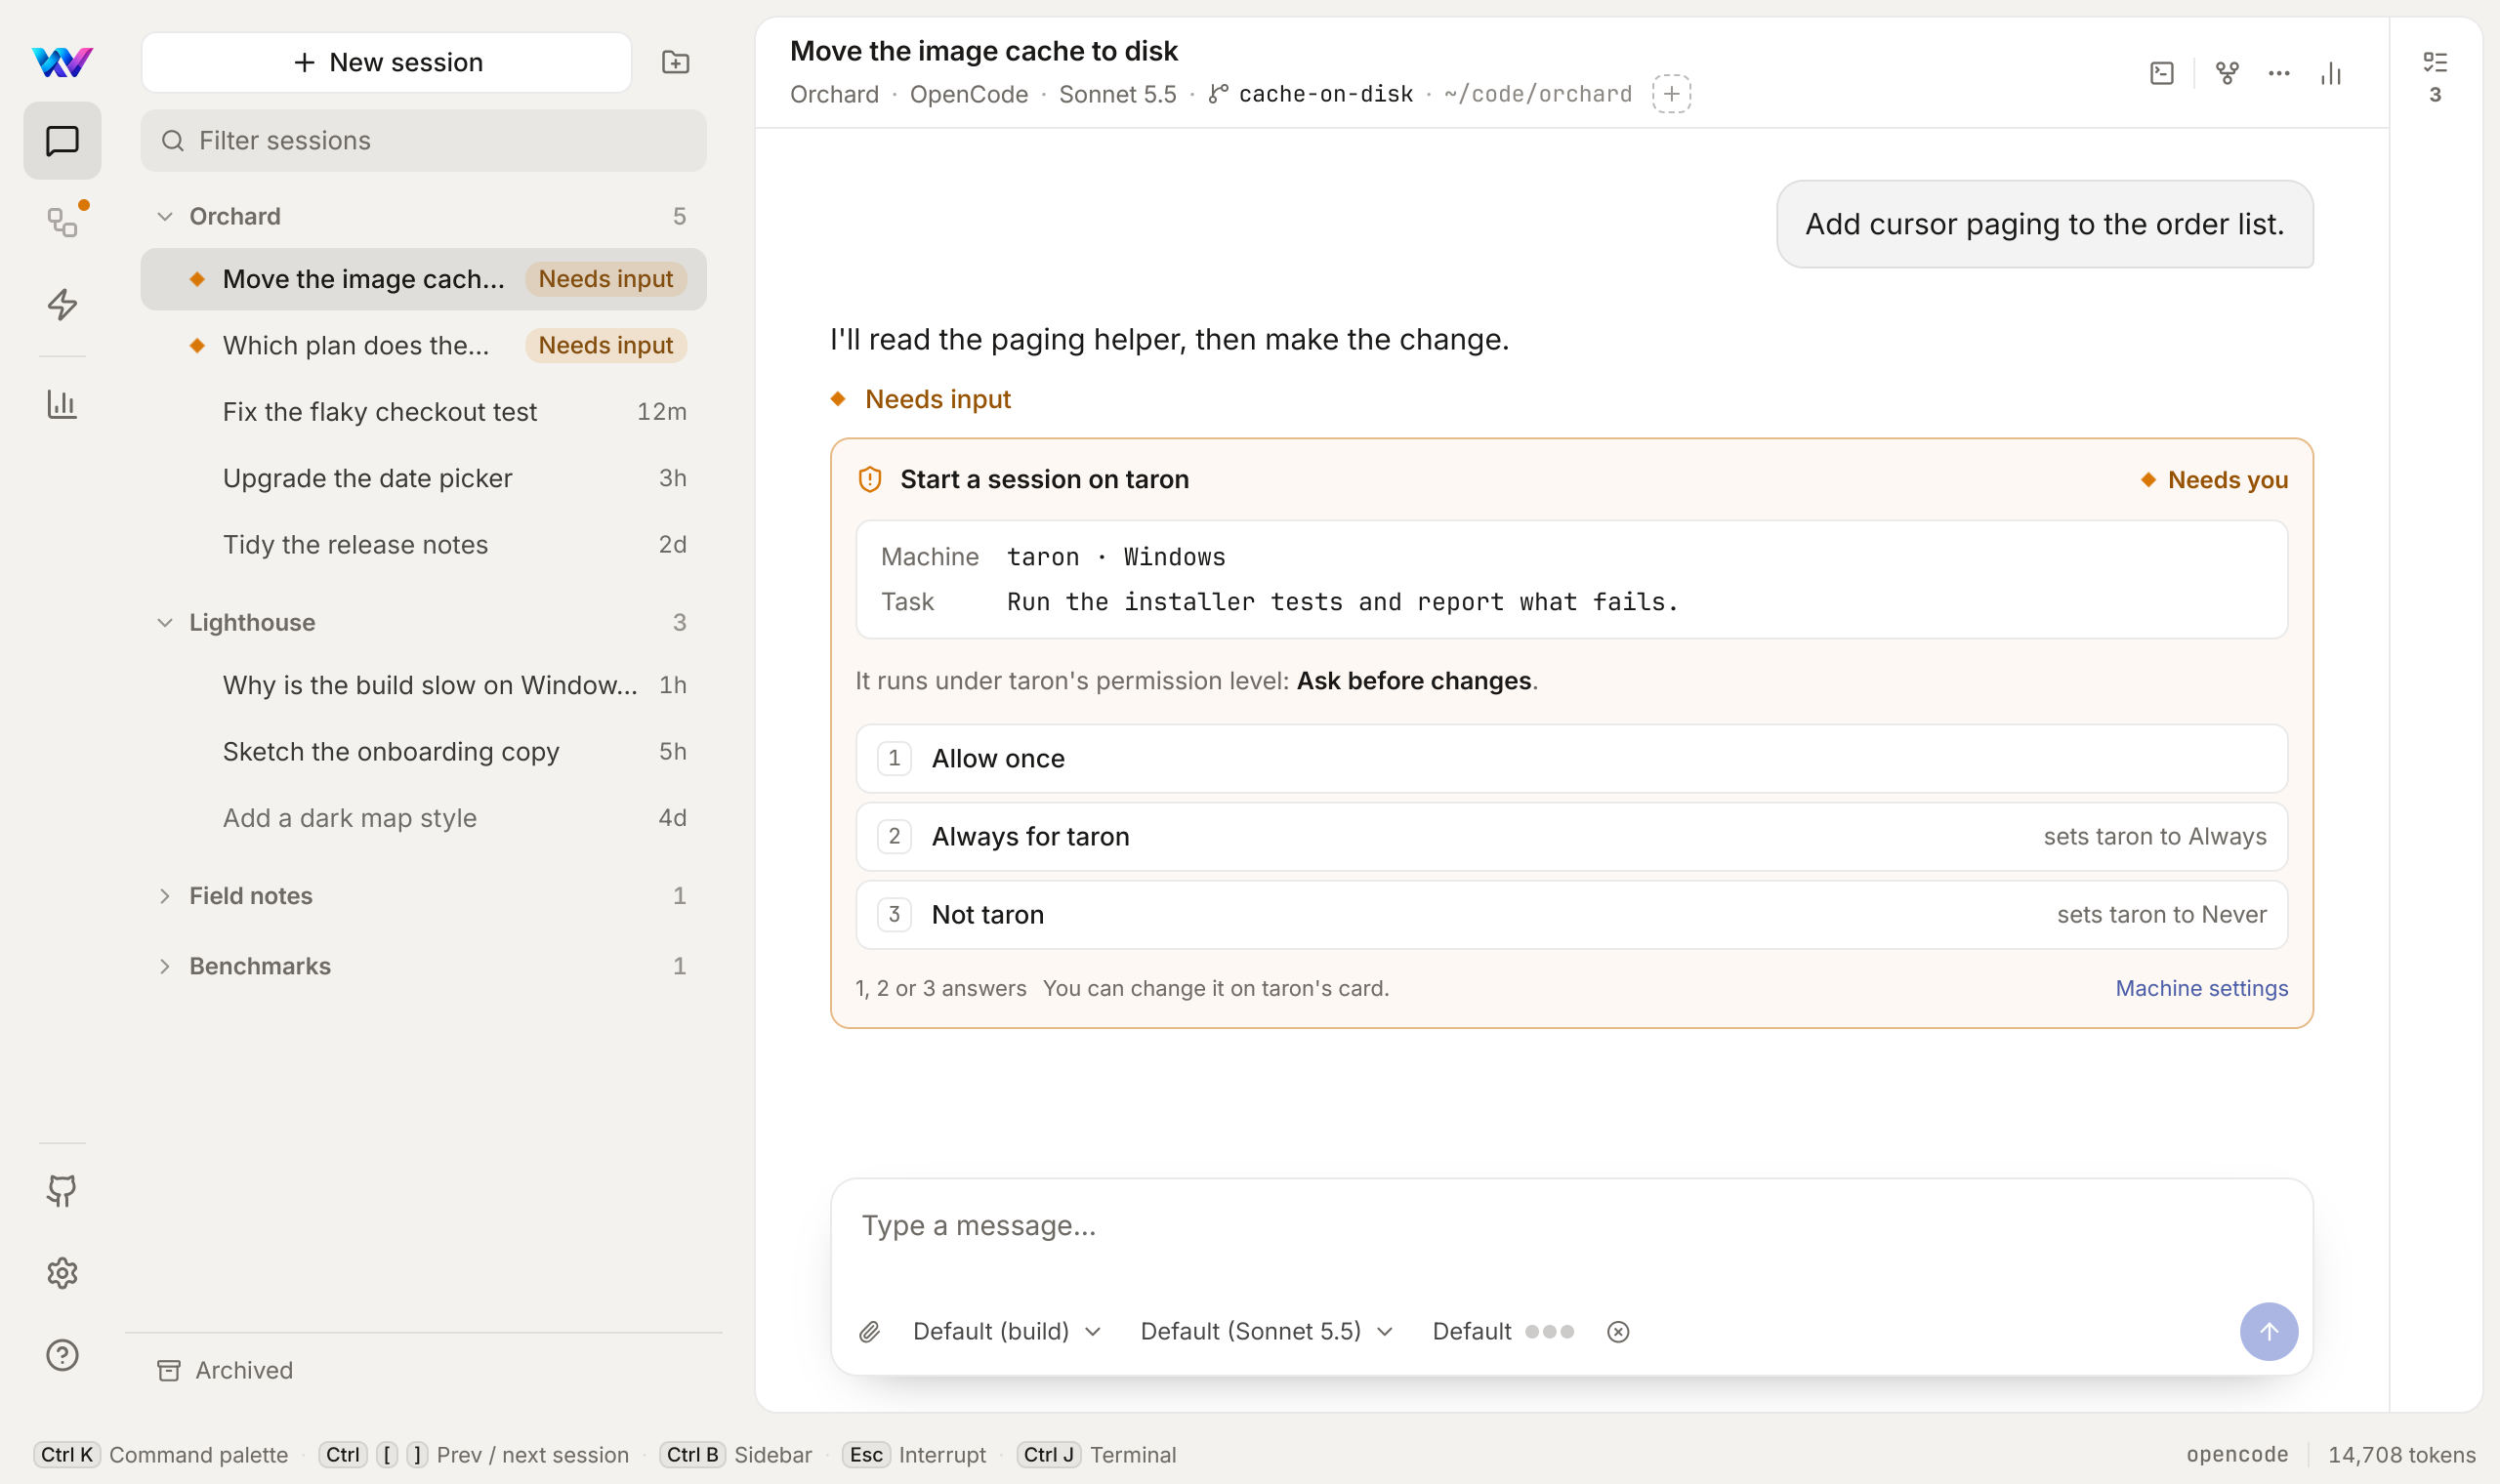 New session
Filter sessions
Orchard 5
Move the image cach... Needs input
Which plan does the... Needs input
Fix the flaky checkout test 12m
Upgrade the date picker 3h
Tidy the release notes 2d
Lighthouse 3
Why is the build slow on Window... 1h
Sketch the onboarding copy 5h
Add a dark map style 4d
Field notes 1
Benchmarks 1
Archived
Move the image cache to disk
Orchard · OpenCode · Sonnet 5.5 · cache-on-disk · ~/code/orchard
3
Add cursor paging to the order list.
I'll read the paging helper, then make the change.
Needs input
Start a session on taron Needs you
Machine taron · Windows
Task Run the installer tests and report what fails.
It runs under taron's permission level: Ask before changes.
1 Allow once
2 Always for taron sets taron to Always
3 Not taron sets taron to Never
1, 2 or 3 answers You can change it on taron's card. Machine settings
Type a message...
Default (build) Default (Sonnet 5.5) Default
Ctrl K Command palette · Ctrl [ ] Prev / next session · Ctrl B Sidebar · Esc Interrupt · Ctrl J Terminal
opencode 14,708 tokens